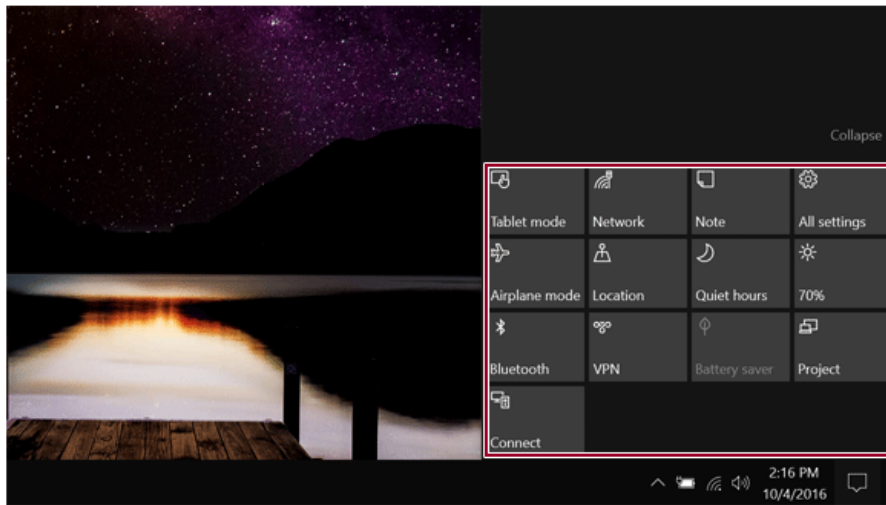 Collapse
Tablet mode Network Note All settings
Airplane mode Location Quiet hours 70%
Bluetooth VPN Battery saver Project
Connect
2:16 PM
10/4/2016